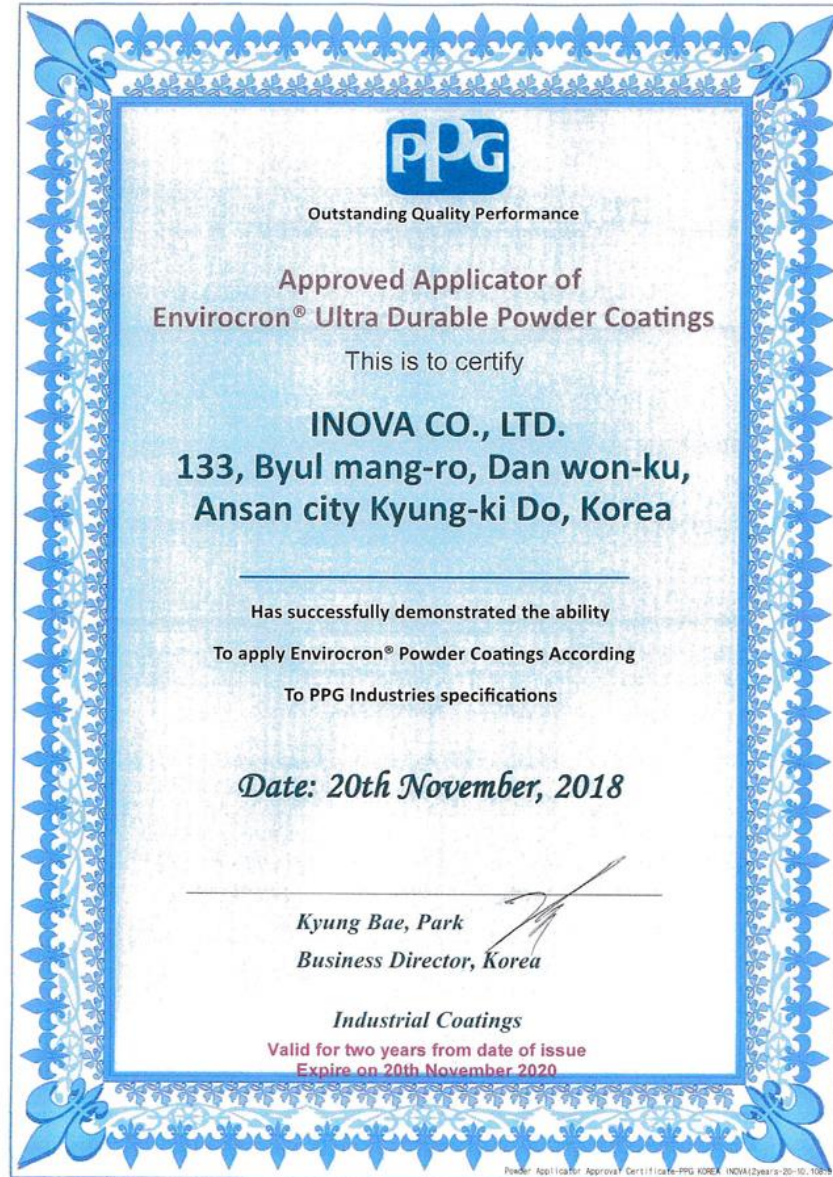 PPG
Outstanding Quality Performance
Approved Applicator of
Envirocron® Ultra Durable Powder Coatings
This is to certify
INOVA CO., LTD.
133, Byul mang-ro, Dan won-ku,
Ansan city Kyung-ki Do, Korea
Has successfully demonstrated the ability
To apply Envirocron® Powder Coatings According
To PPG Industries specifications
Date: 20th November, 2018
Kyung Bae, Park
Business Director, Korea
Industrial Coatings
Valid for two years from date of issue
Expire on 20th November 2020
Powder Applicator Approval Certificate-PPG KOREA INOVA(2years-20-10,